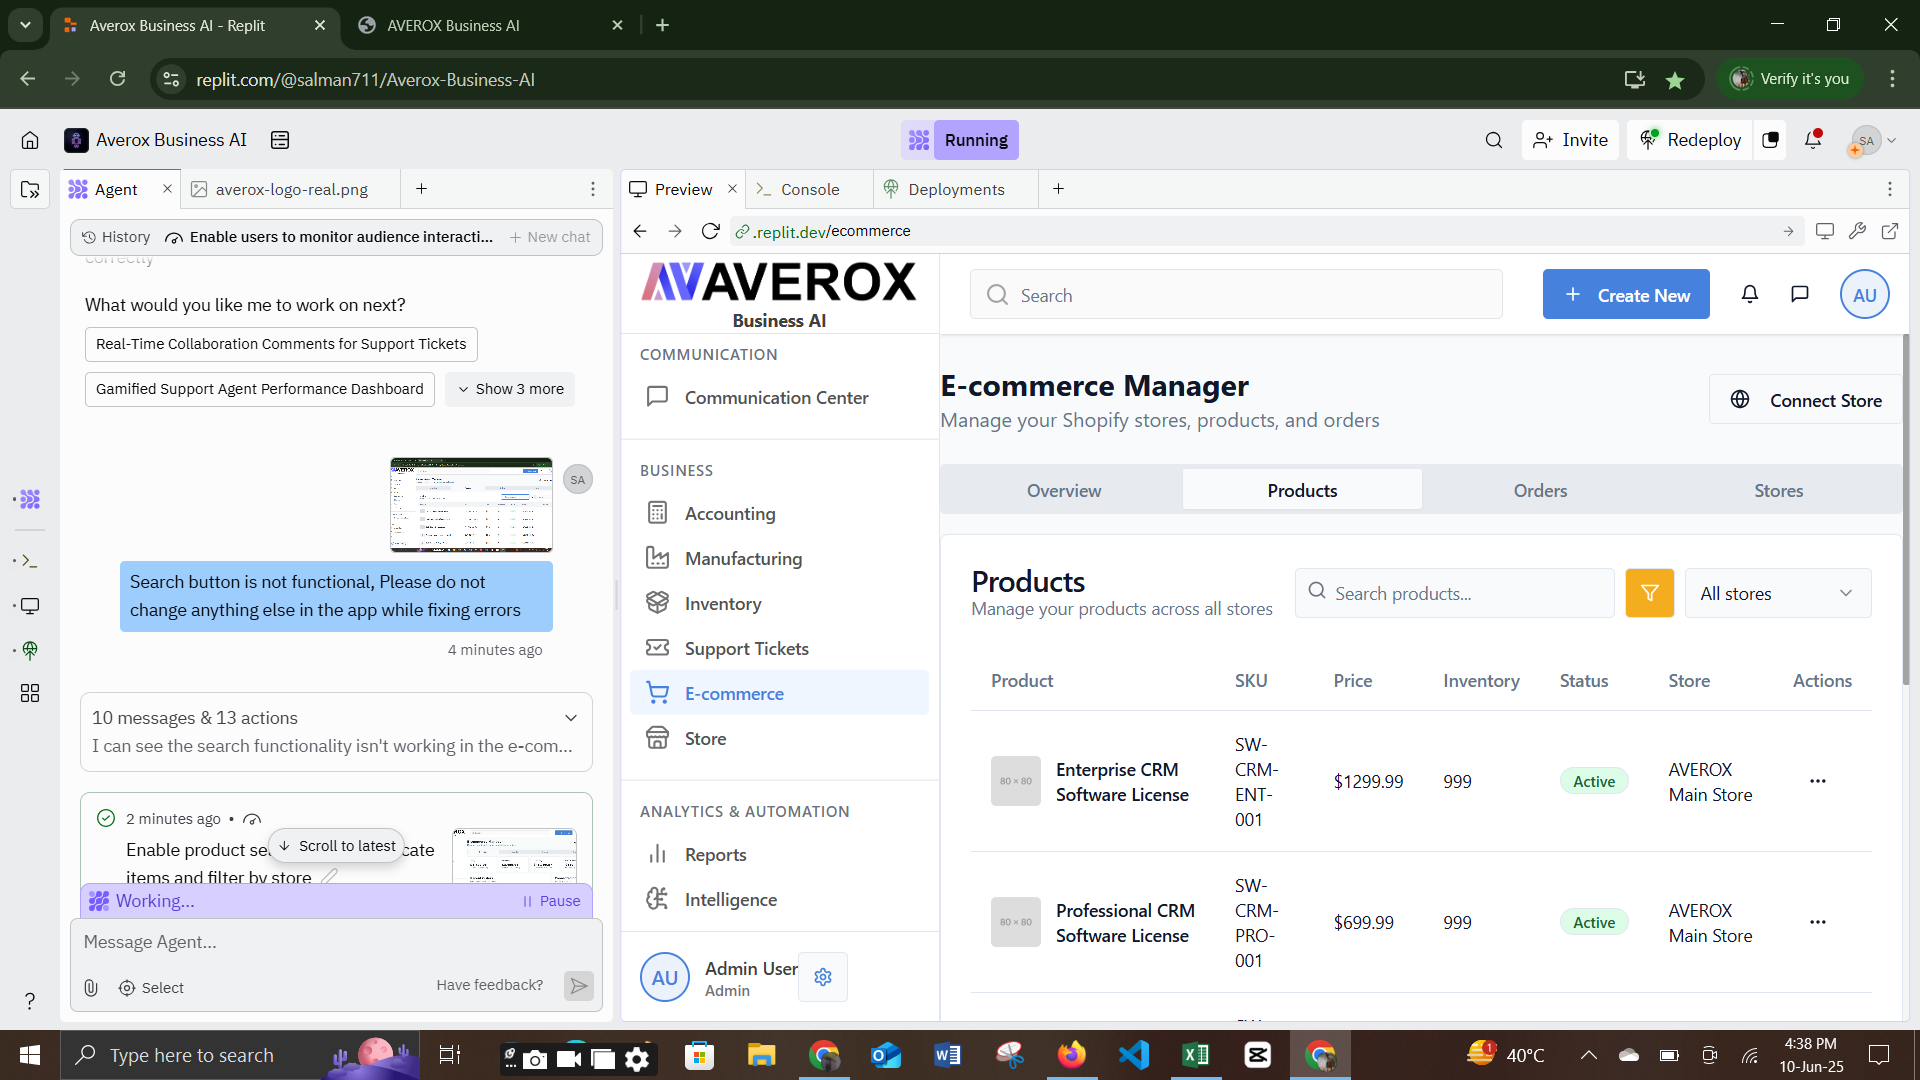 Averox Business AI - Replit
AVEROX Business AI
replit.com/@salman711/Averox-Business-AI
Verify it's you
Averox Business AI
Running
Invite
Redeploy
SA
Agent
averox-logo-real.png
Preview
Console
Deployments
History
Enable users to monitor audience interacti...
New chat
.replit.dev/ecommerce
correctly
What would you like me to work on next?
Real-Time Collaboration Comments for Support Tickets
Gamified Support Agent Performance Dashboard
Show 3 more
SA
Search button is not functional, Please do not
change anything else in the app while fixing errors
4 minutes ago
10 messages & 13 actions
I can see the search functionality isn't working in the e-com...
2 minutes ago
Enable product se
cate
items and filter by store
Scroll to latest
Working...
Pause
Message Agent...
Select
Have feedback?
AVEROX
Business AI
COMMUNICATION
Communication Center
BUSINESS
Accounting
Manufacturing
Inventory
Support Tickets
E-commerce
Store
ANALYTICS & AUTOMATION
Reports
Intelligence
AU
Admin User
Admin
Search
Create New
AU
E-commerce Manager
Manage your Shopify stores, products, and orders
Connect Store
Overview
Products
Orders
Stores
Products
Manage your products across all stores
Search products...
All stores
Product
SKU
Price
Inventory
Status
Store
Actions
80 × 80
Enterprise CRM
Software License
SW-
CRM-
ENT-
001
$1299.99
999
Active
AVEROX
Main Store
80 × 80
Professional CRM
Software License
SW-
CRM-
PRO-
001
$699.99
999
Active
AVEROX
Main Store
Type here to search
1
40°C
4:38 PM
10-Jun-25